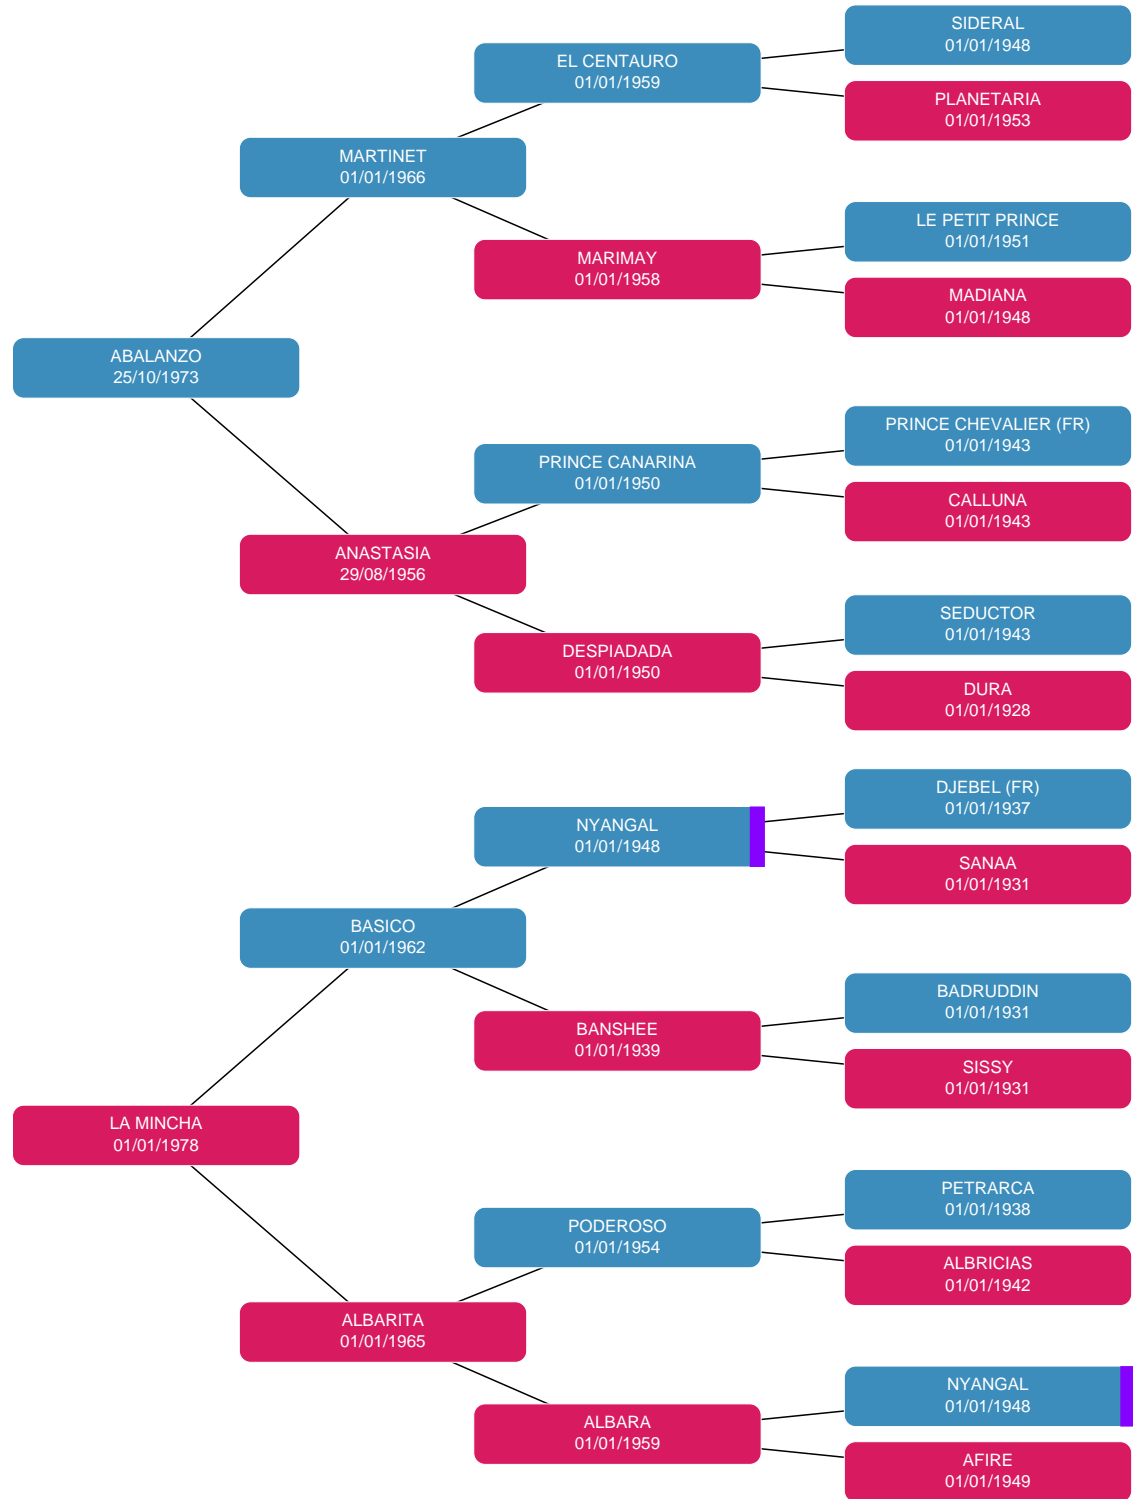 SIDERAL
01/01/1948
EL CENTAURO
01/01/1959
PLANETARIA
01/01/1953
MARTINET
01/01/1966
LE PETIT PRINCE
01/01/1951
MARIMAY
01/01/1958
MADIANA
01/01/1948
ABALANZO
25/10/1973
PRINCE CHEVALIER (FR)
01/01/1943
PRINCE CANARINA
01/01/1950
CALLUNA
01/01/1943
ANASTASIA
29/08/1956
SEDUCTOR
01/01/1943
DESPIADADA
01/01/1950
DURA
01/01/1928
DJEBEL (FR)
01/01/1937
NYANGAL
01/01/1948
SANAA
01/01/1931
BASICO
01/01/1962
BADRUDDIN
01/01/1931
BANSHEE
01/01/1939
SISSY
01/01/1931
LA MINCHA
01/01/1978
PETRARCA
01/01/1938
PODEROSO
01/01/1954
ALBRICIAS
01/01/1942
ALBARITA
01/01/1965
NYANGAL
01/01/1948
ALBARA
01/01/1959
AFIRE
01/01/1949